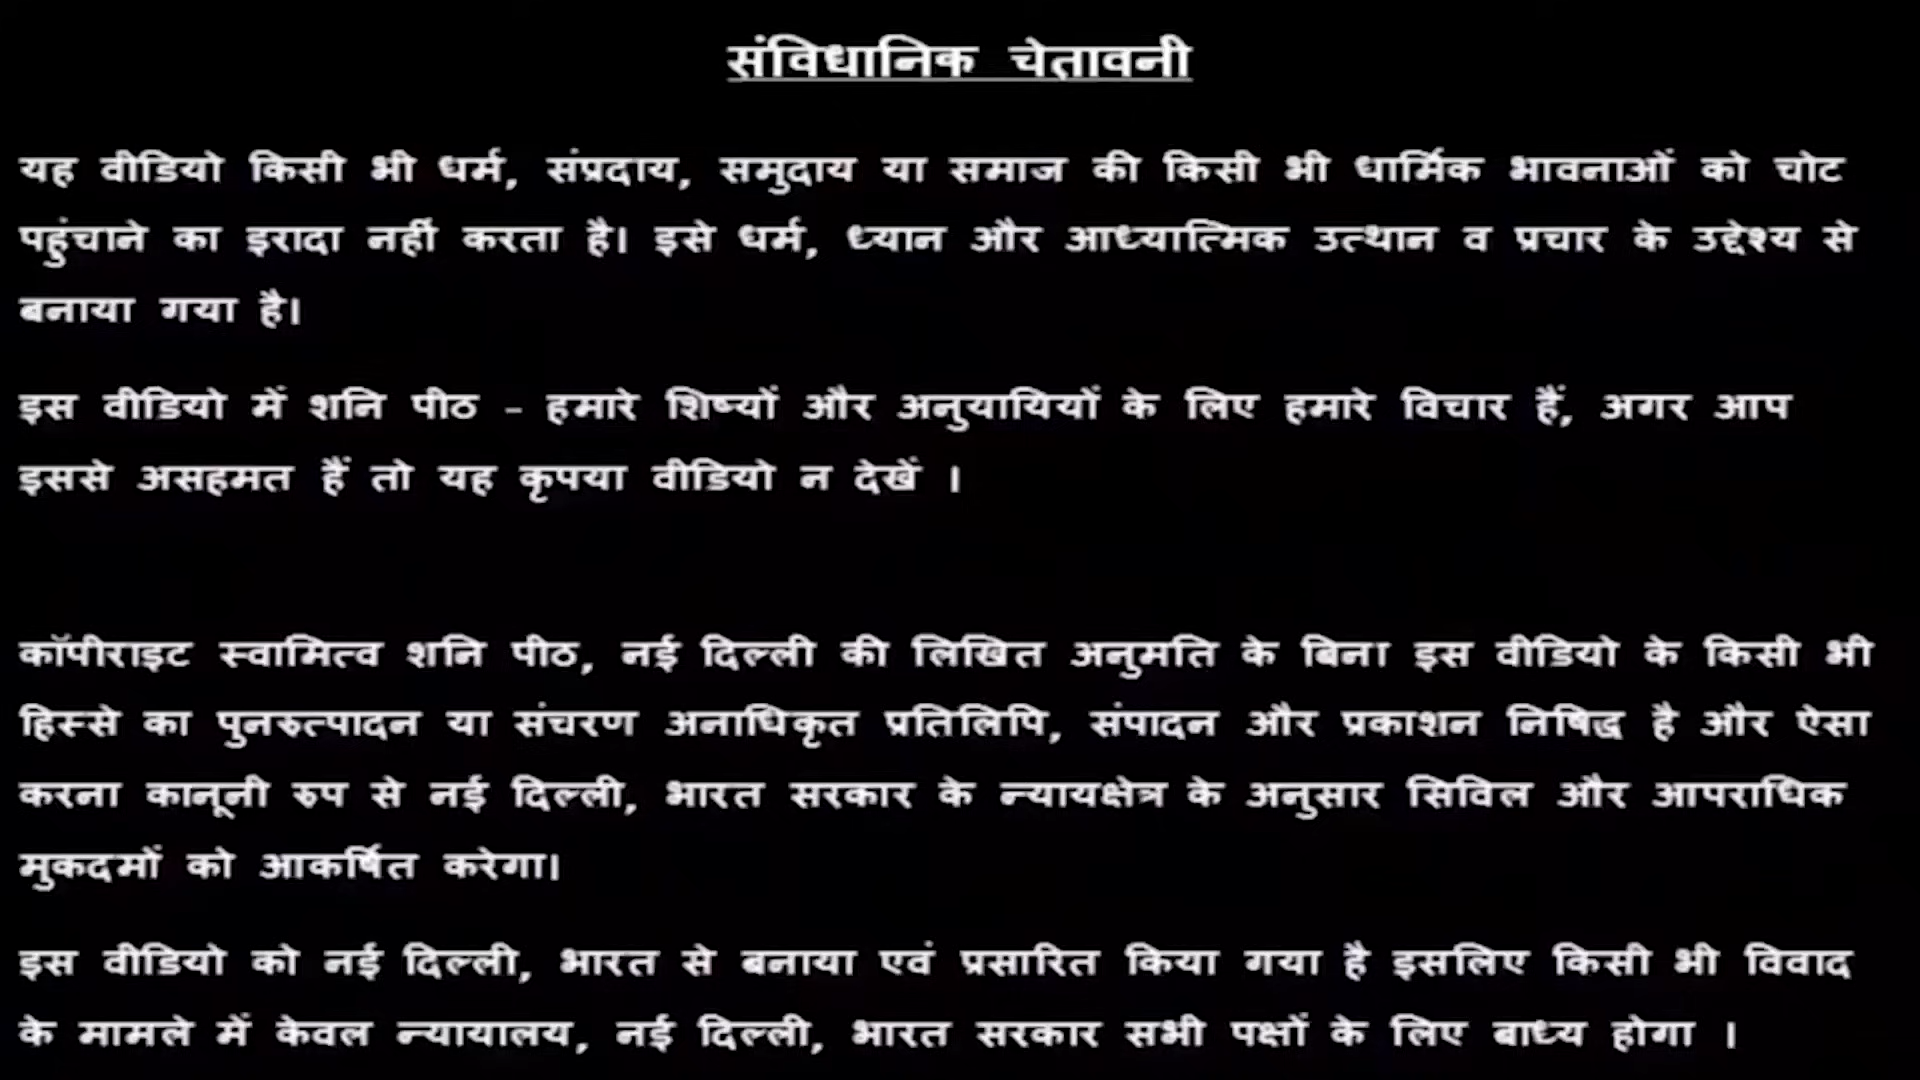 संविधानिक चेतावनी
यह वीडियो किसी भी धर्म, संप्रदाय, समुदाय या समाज की किसी भी धार्मिक भावनाओं को चोट
पहुंचाने का इरादा नहीं करता है। इसे धर्म, ध्यान और आध्यात्मिक उत्थान व प्रचार के उद्देश्य से
बनाया गया है।
इस वीडियो में शनि पीठ - हमारे शिष्यों और अनुयायियों के लिए हमारे विचार हैं, अगर आप
इससे असहमत हैं तो यह कृपया वीडियो न देखें ।
कॉपीराइट स्वामित्व शनि पीठ, नई दिल्ली की लिखित अनुमति के बिना इस वीडियो के किसी भी
हिस्से का पुनरुत्पादन या संचरण अनाधिकृत प्रतिलिपि, संपादन और प्रकाशन निषिद्ध है और ऐसा
करना कानूनी रुप से नई दिल्ली, भारत सरकार के न्यायक्षेत्र के अनुसार सिविल और आपराधिक
मुकदमों को आकर्षित करेगा।
इस वीडियो को नई दिल्ली, भारत से बनाया एवं प्रसारित किया गया है इसलिए किसी भी विवाद
के मामले में केवल न्यायालय, नई दिल्ली, भारत सरकार सभी पक्षों के लिए बाध्य होगा ।